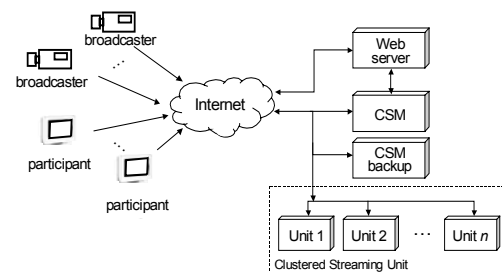 broadcaster
...
broadcaster
Internet
Web
server
CSM
participant
...
CSM
backup
participant
Unit 1
Unit 2
...
Unit n
Clustered Streaming Unit